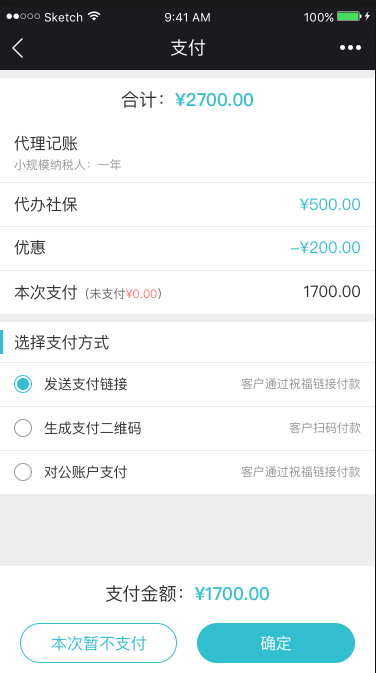 Sketch 9:41 AM 100%
支付
合计：¥2700.00
代理记账
小规模纳税人：一年
代办社保 ¥500.00
优惠 -¥200.00
本次支付（未支付¥0.00） 1700.00
选择支付方式
发送支付链接 客户通过祝福链接付款
生成支付二维码 客户扫码付款
对公账户支付 客户通过祝福链接付款
支付金额：¥1700.00
本次暂不支付 确定